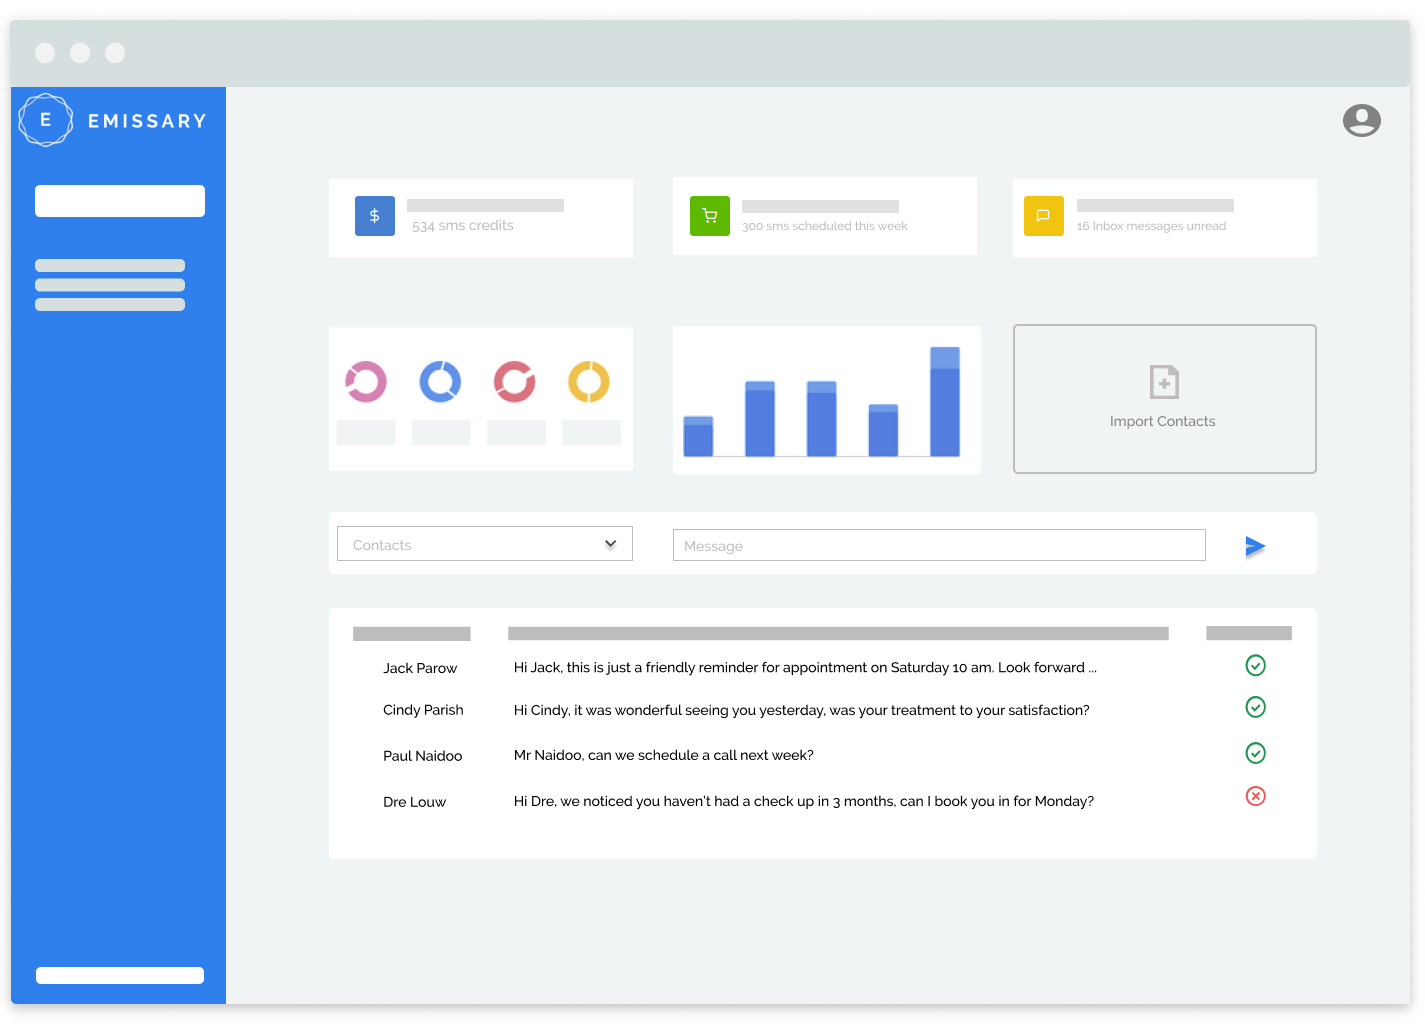 E EMISSARY
$ 534 sms credits
300 sms scheduled this week
16 Inbox messages unread
Import Contacts
Contacts
Message
Jack Parow Hi Jack, this is just a friendly reminder for appointment on Saturday 10 am. Look forward ...
Cindy Parish Hi Cindy, it was wonderful seeing you yesterday, was your treatment to your satisfaction?
Paul Naidoo Mr Naidoo, can we schedule a call next week?
Dre Louw Hi Dre, we noticed you haven't had a check up in 3 months, can I book you in for Monday?